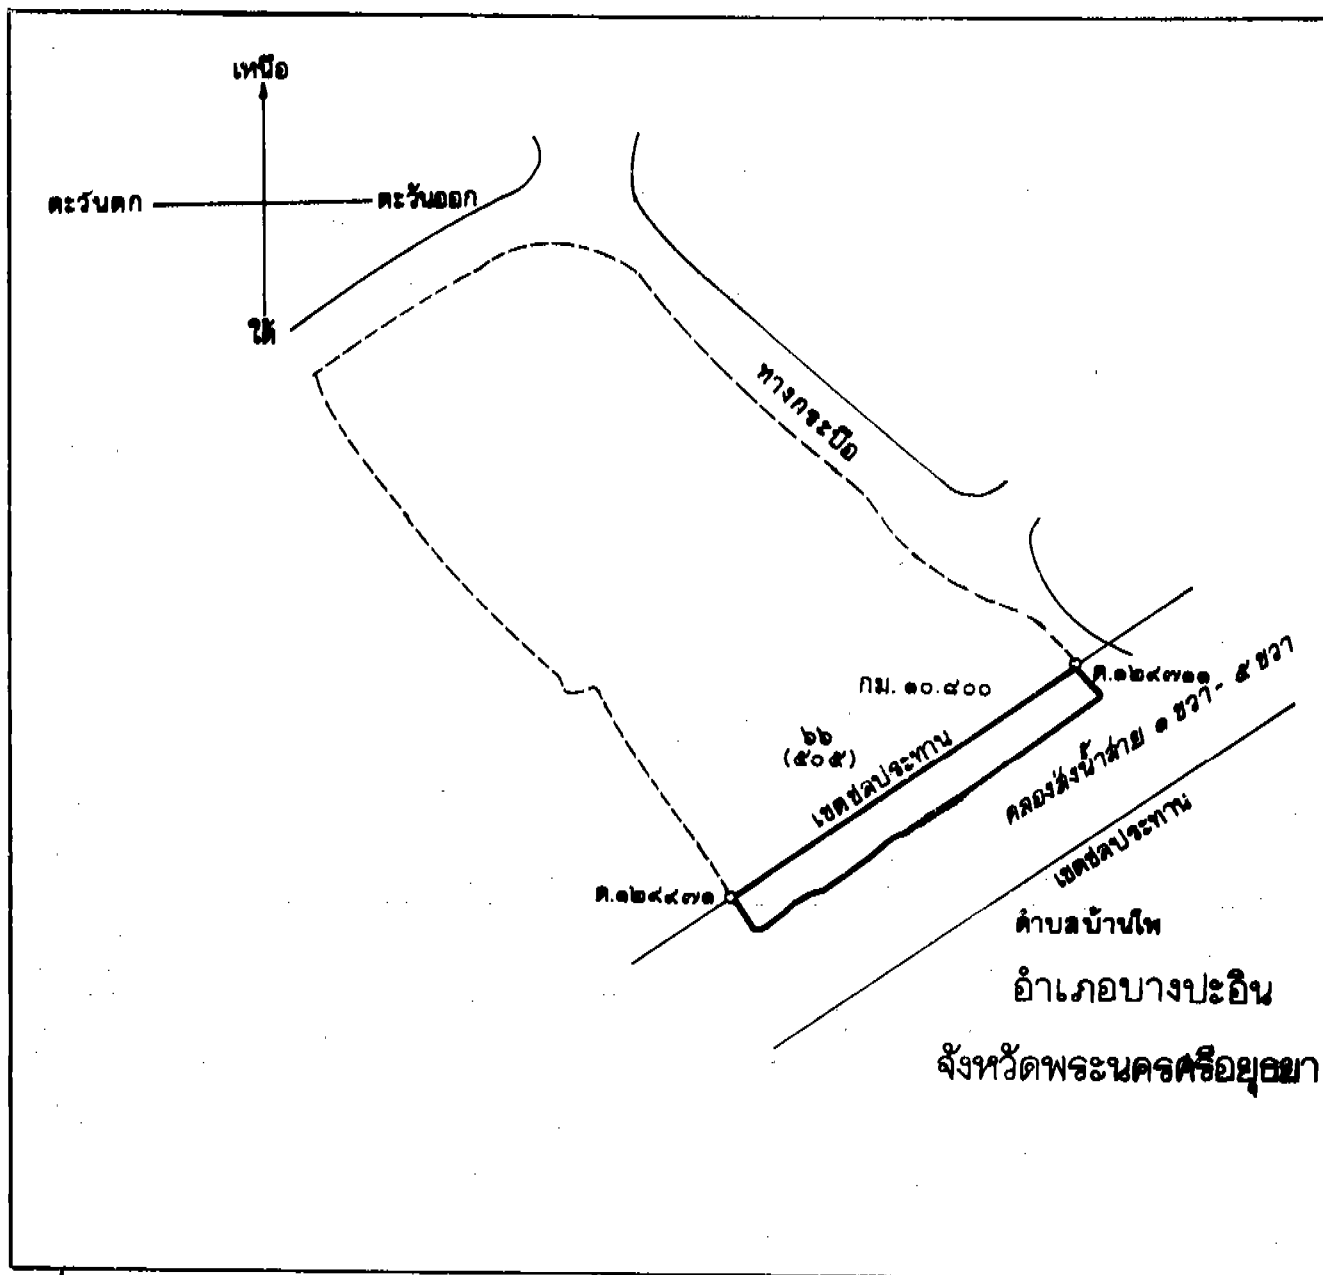 เหนือ
ตะวันตก
ตะวันออก
ใต้
ทางกระบือ
กม. ๑๐.๘๐๐
ต.๑๒๙๗๑๑
๖๖
(๕๐๕)
เขตชลประทาน
คลองส่งน้ำสาย ๑ ขวา - ๕ ขวา
เขตชลประทาน
ต.๑๒๙๙๗๑
ตำบลบ้านโพ
อำเภอบางปะอิน
จังหวัดพระนครศรีอยุธยา